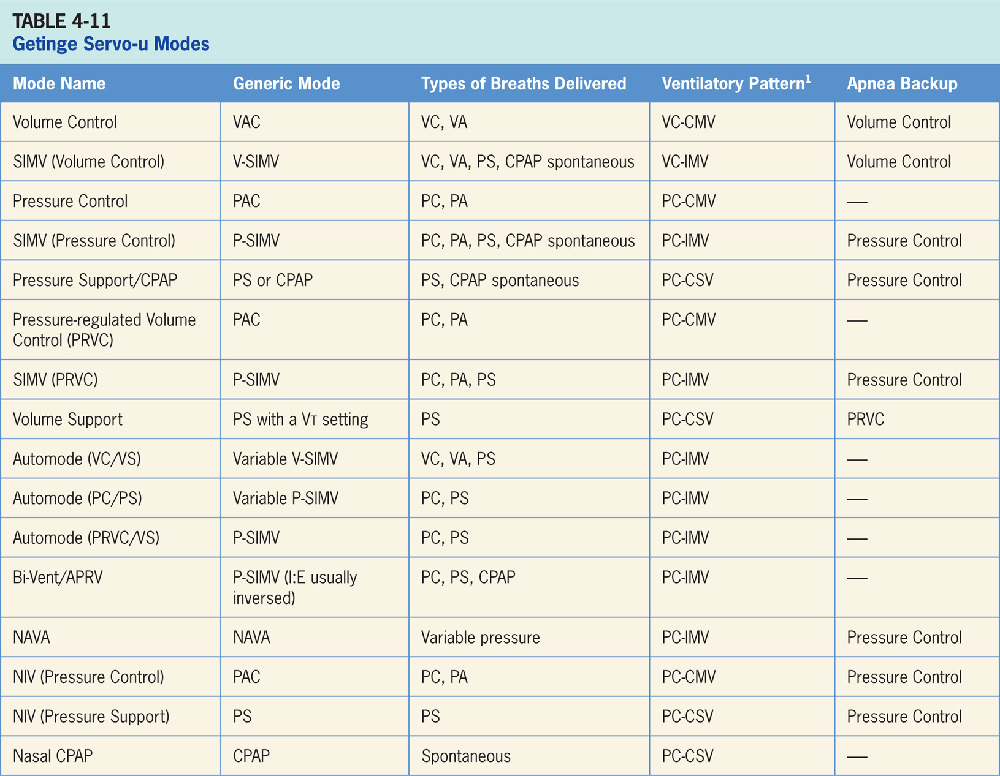 TABLE 4-11
Getinge Servo-u Modes
Mode Name Generic Mode Types of Breaths Delivered Ventilatory Pattern1 Apnea Backup
Volume Control VAC VC, VA VC-CMV Volume Control
SIMV (Volume Control) V-SIMV VC, VA, PS, CPAP spontaneous VC-IMV Volume Control
Pressure Control PAC PC, PA PC-CMV —
SIMV (Pressure Control) P-SIMV PC, PA, PS, CPAP spontaneous PC-IMV Pressure Control
Pressure Support/CPAP PS or CPAP PS, CPAP spontaneous PC-CSV Pressure Control
Pressure-regulated Volume PAC PC, PA PC-CMV —
Control (PRVC)
SIMV (PRVC) P-SIMV PC, PA, PS PC-IMV Pressure Control
Volume Support PS with a VT setting PS PC-CSV PRVC
Automode (VC/VS) Variable V-SIMV VC, VA, PS PC-IMV —
Automode (PC/PS) Variable P-SIMV PC, PS PC-IMV —
Automode (PRVC/VS) P-SIMV PC, PS PC-IMV —
Bi-Vent/APRV P-SIMV (I:E usually PC, PS, CPAP PC-IMV —
inversed)
NAVA NAVA Variable pressure PC-IMV Pressure Control
NIV (Pressure Control) PAC PC, PA PC-CMV Pressure Control
NIV (Pressure Support) PS PS PC-CSV Pressure Control
Nasal CPAP CPAP Spontaneous PC-CSV —